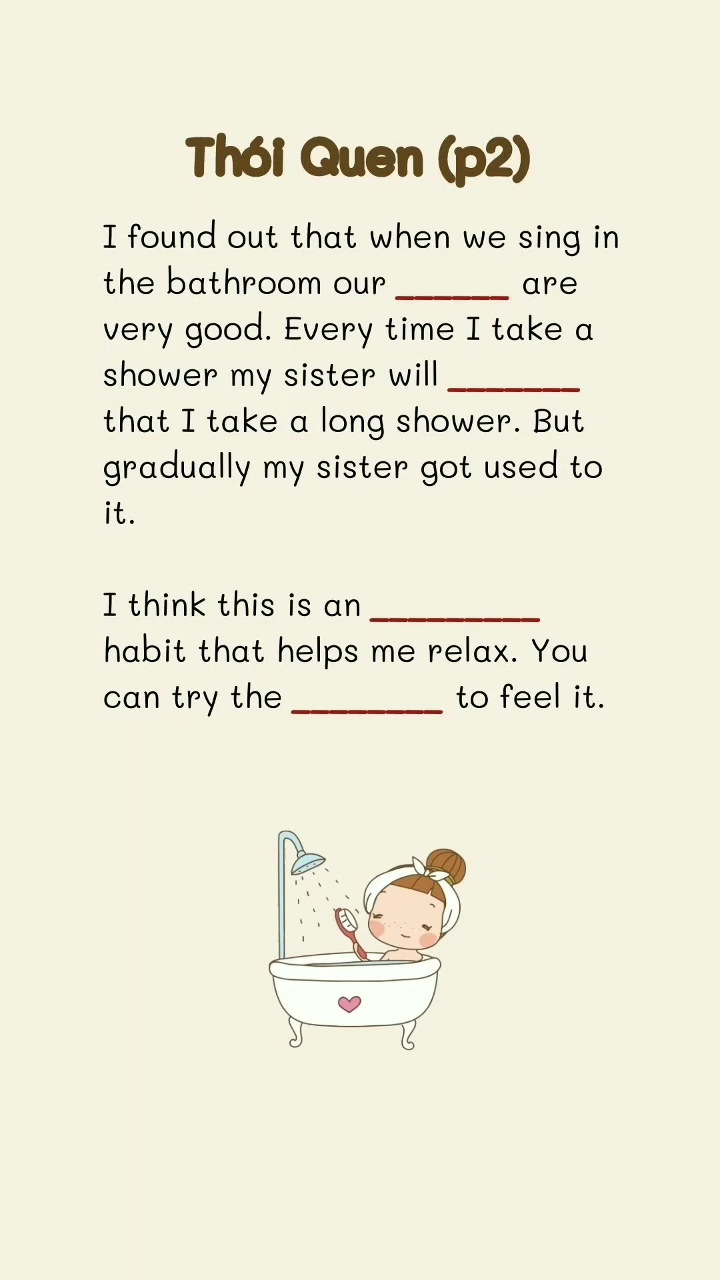 Thói Quen (p2)
I found out that when we sing in
the bathroom our ______ are
very good. Every time I take a
shower my sister will _______
that I take a long shower. But
gradually my sister got used to
it.
I think this is an _________
habit that helps me relax. You
can try the ________ to feel it.